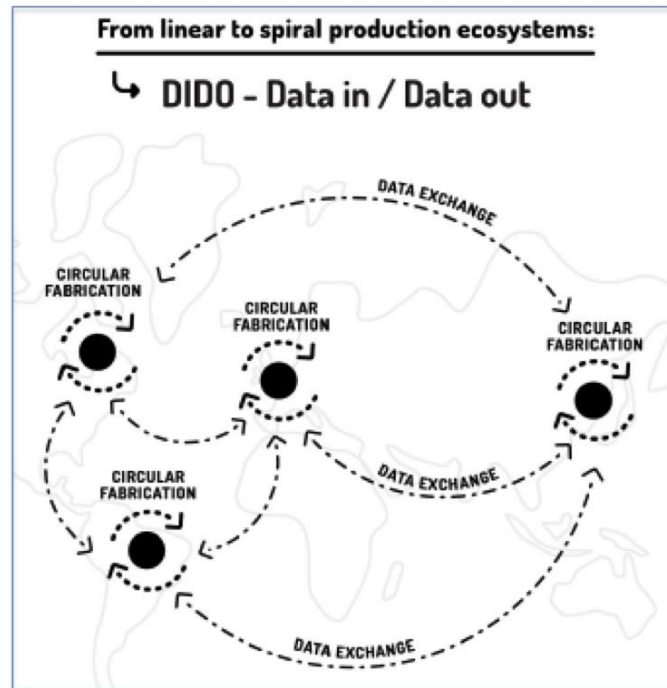 From linear to spiral production ecosystems:
DIDO - Data in / Data out
DATA EXCHANGE
CIRCULAR
FABRICATION
CIRCULAR
FABRICATION
CIRCULAR
FABRICATION
CIRCULAR
FABRICATION
DATA EXCHANGE
DATA EXCHANGE